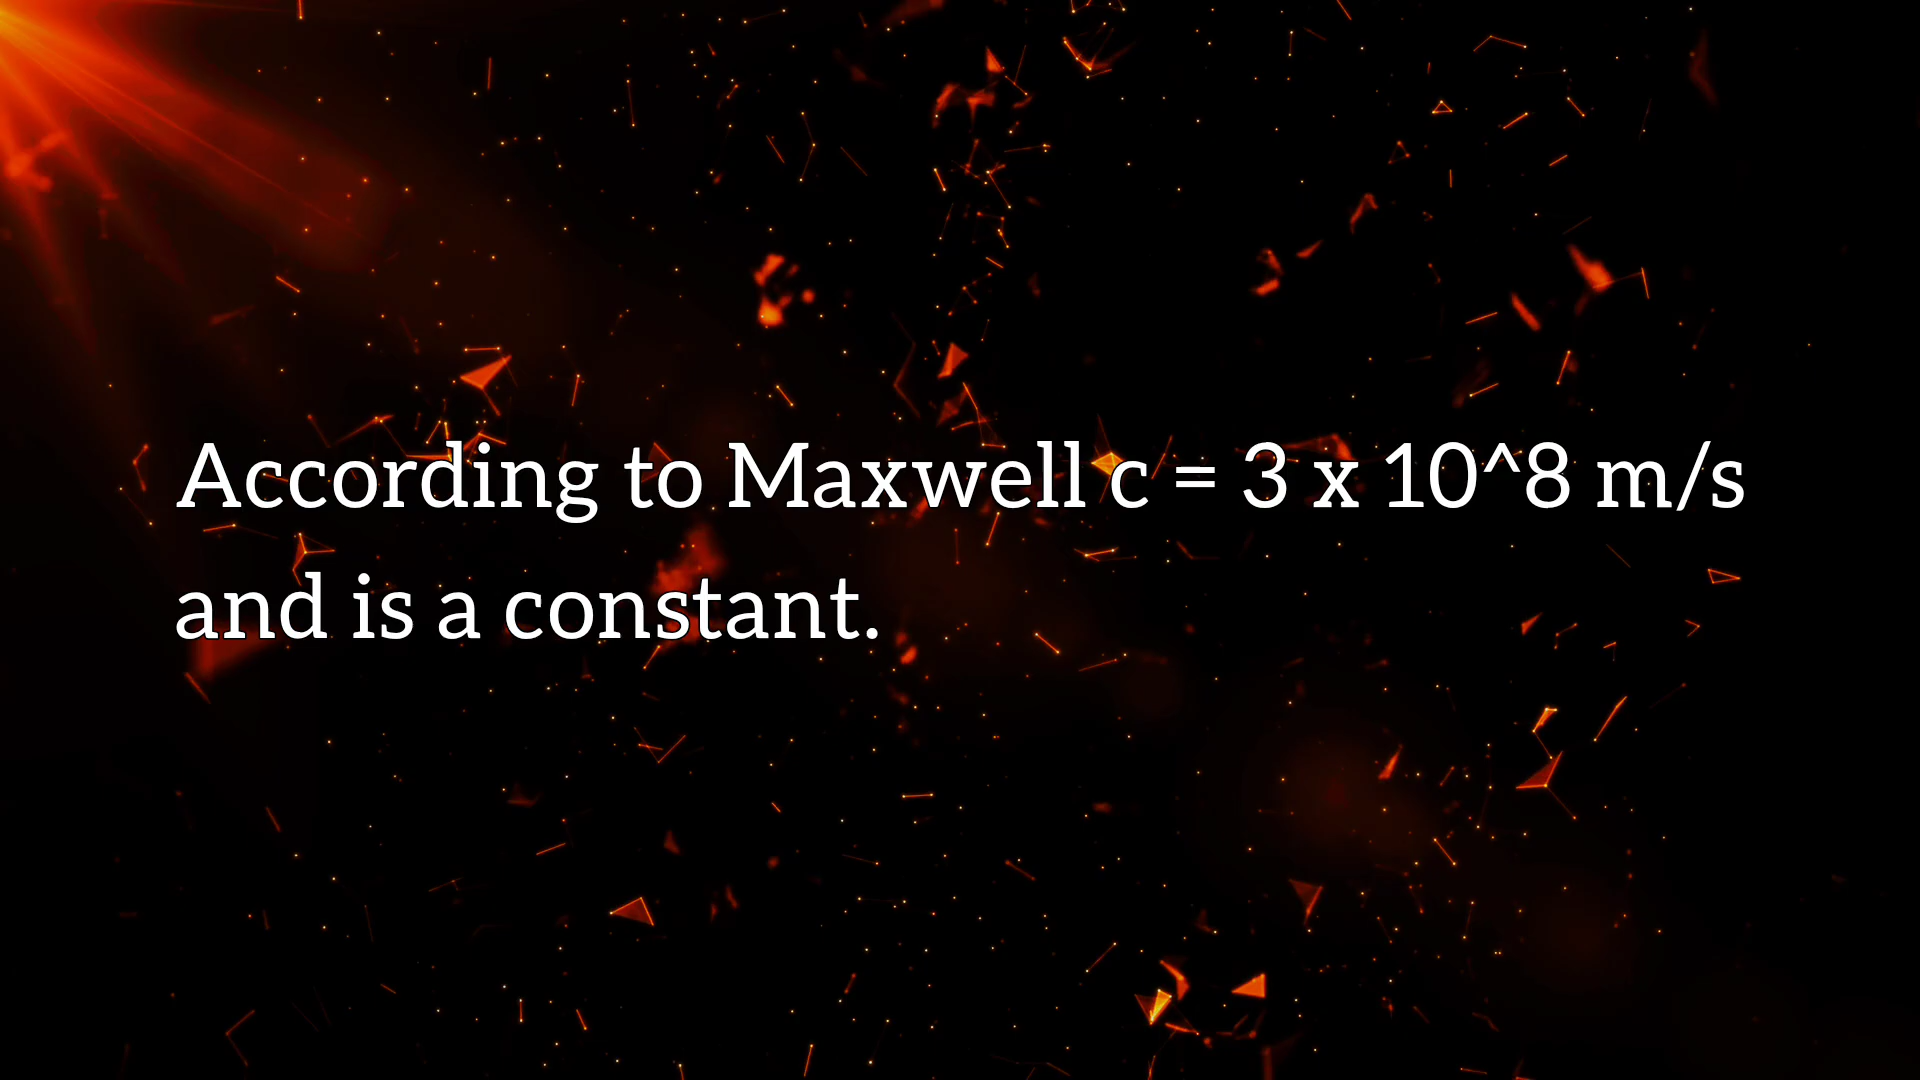 According to Maxwell c = 3 x 10^8 m/s
and is a constant.